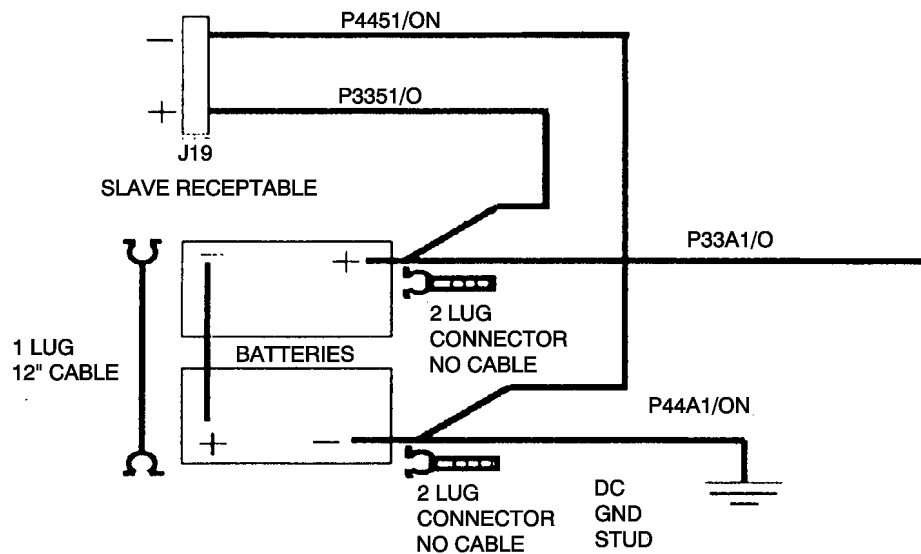 P4451/ON
−
P3351/O
+
J19
SLAVE RECEPTABLE
− +
P33A1/O
2 LUG
CONNECTOR
NO CABLE
1 LUG
12" CABLE
BATTERIES
P44A1/ON
+ −
2 LUG
CONNECTOR
NO CABLE
DC
GND
STUD